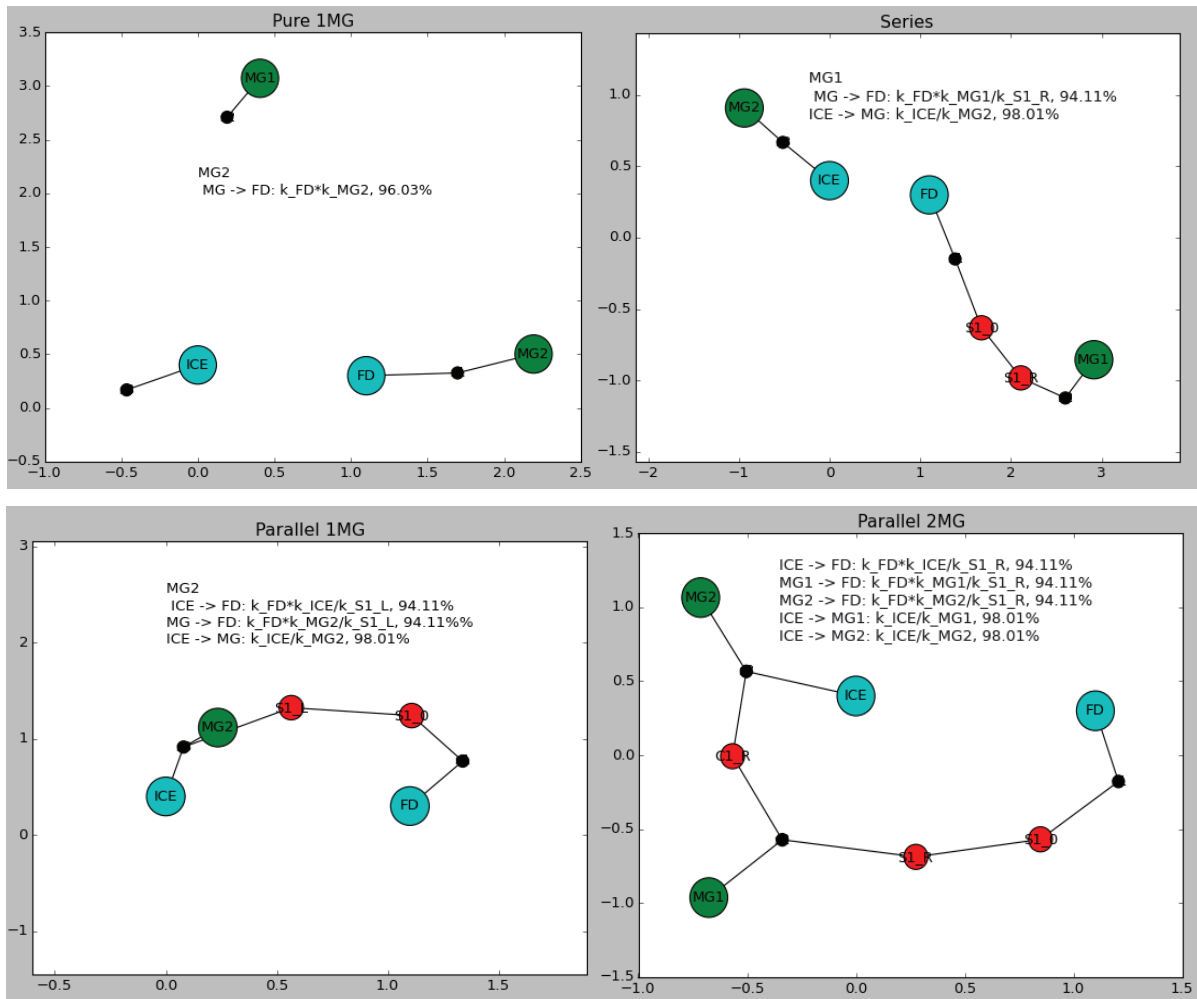 Pure 1MG
3.5
3.0
2.5
2.0
1.5
1.0
0.5
0.0
−0.5
MG1
MG2
MG -> FD: k_FD*k_MG2, 96.03%
ICE
FD
MG2
−1.0 −0.5 0.0 0.5 1.0 1.5 2.0 2.5
Series
1.0
0.5
0.0
−0.5
−1.0
−1.5
MG1
MG -> FD: k_FD*k_MG1/k_S1_R, 94.11%
ICE -> MG: k_ICE/k_MG2, 98.01%
MG2
ICE
FD
S1_0
S1_R
MG1
−2 −1 0 1 2 3
Parallel 1MG
3
2
1
0
−1
MG2
ICE -> FD: k_FD*k_ICE/k_S1_L, 94.11%
MG -> FD: k_FD*k_MG2/k_S1_L, 94.11%%
ICE -> MG: k_ICE/k_MG2, 98.01%
S1_L
S1_0
MG2
ICE
FD
−0.5 0.0 0.5 1.0 1.5
Parallel 2MG
1.5
1.0
0.5
0.0
−0.5
−1.0
−1.5
ICE -> FD: k_FD*k_ICE/k_S1_R, 94.11%
MG1 -> FD: k_FD*k_MG1/k_S1_R, 94.11%
MG2 -> FD: k_FD*k_MG2/k_S1_R, 94.11%
ICE -> MG1: k_ICE/k_MG1, 98.01%
ICE -> MG2: k_ICE/k_MG2, 98.01%
MG2
ICE
FD
C1_R
S1_0
S1_R
MG1
−1.0 −0.5 0.0 0.5 1.0 1.5